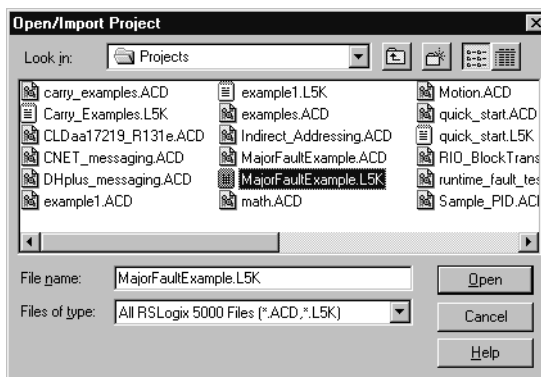 Open/Import Project
Look in: Projects
carry_examples.ACD example1.L5K Motion.ACD
Carry_Examples.L5K examples.ACD quick_start.ACD
CLDaa17219_R131e.ACD Indirect_Addressing.ACD quick_start.L5K
CNET_messaging.ACD MajorFaultExample.ACD RIO_BlockTrans
DHplus_messaging.ACD MajorFaultExample.L5K runtime_fault_tes
example1.ACD math.ACD Sample_PID.ACI
File name: MajorFaultExample.L5K Open
Files of type: All RSLogix 5000 Files (*.ACD,*.L5K) Cancel
Help